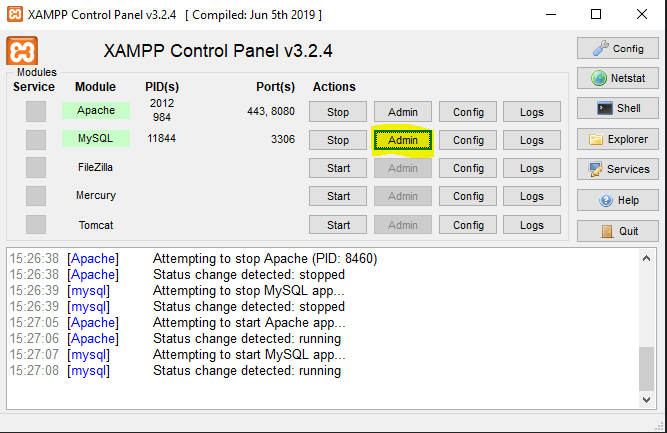 XAMPP Control Panel v3.2.4 [ Compiled: Jun 5th 2019 ]
XAMPP Control Panel v3.2.4
Config
Modules
Service Module PID(s) Port(s) Actions
Netstat
Apache 2012 984 443, 8080 Stop Admin Config Logs
Shell
MySQL 11844 3306 Stop Admin Config Logs
Explorer
FileZilla Start Admin Config Logs
Services
Mercury Start Admin Config Logs
Help
Tomcat Start Admin Config Logs
Quit
15:26:38 [Apache] Attempting to stop Apache (PID: 8460)
15:26:38 [Apache] Status change detected: stopped
15:26:39 [mysql] Attempting to stop MySQL app...
15:26:39 [mysql] Status change detected: stopped
15:27:05 [Apache] Attempting to start Apache app...
15:27:06 [Apache] Status change detected: running
15:27:07 [mysql] Attempting to start MySQL app...
15:27:08 [mysql] Status change detected: running